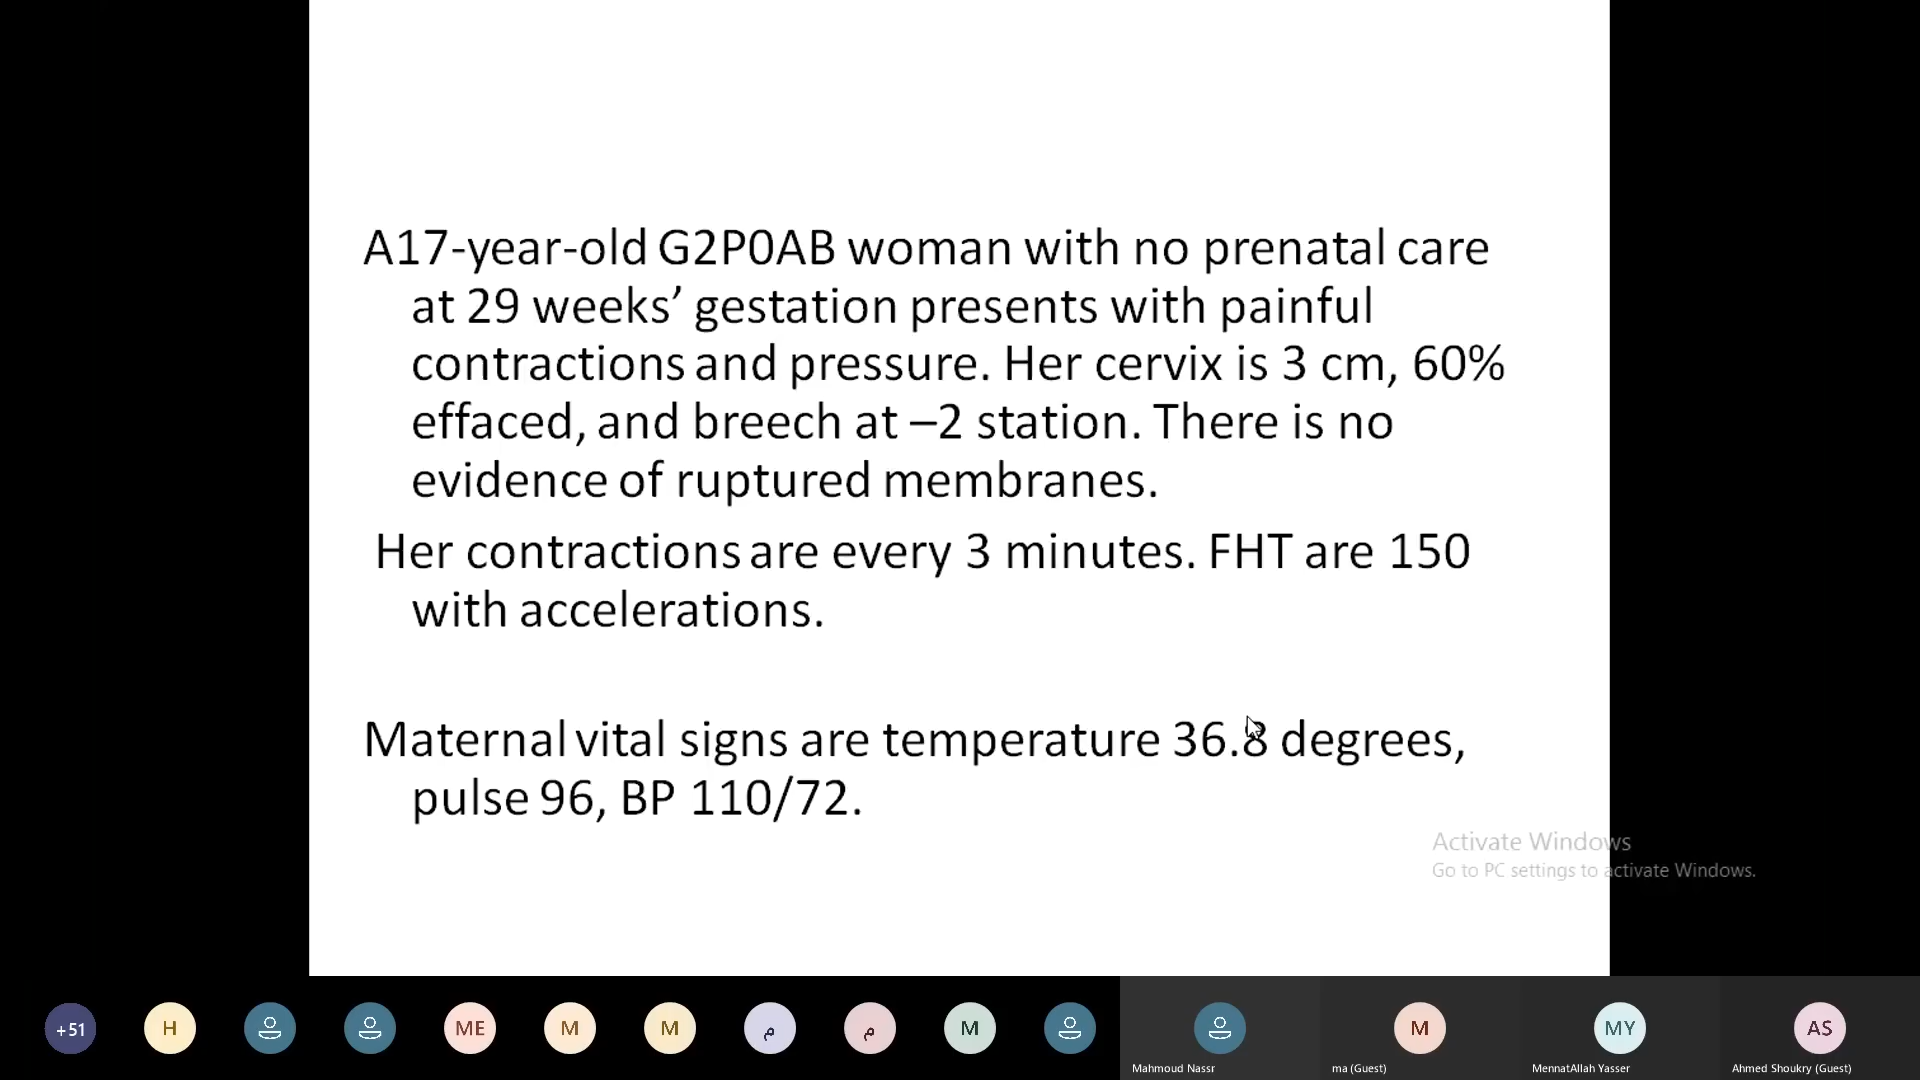 A17-year-old G2P0AB woman with no prenatal care
at 29 weeks’ gestation presents with painful
contractions and pressure. Her cervix is 3 cm, 60%
effaced, and breech at –2 station. There is no
evidence of ruptured membranes.
Her contractions are every 3 minutes. FHT are 150
with accelerations.
Maternal vital signs are temperature 36.8 degrees,
pulse 96, BP 110/72.
Activate Windows
Go to PC settings to activate Windows.
+51 H ME M M م م M M MY AS
Mahmoud Nassr ma (Guest) MennatAllah Yasser Ahmed Shoukry (Guest)